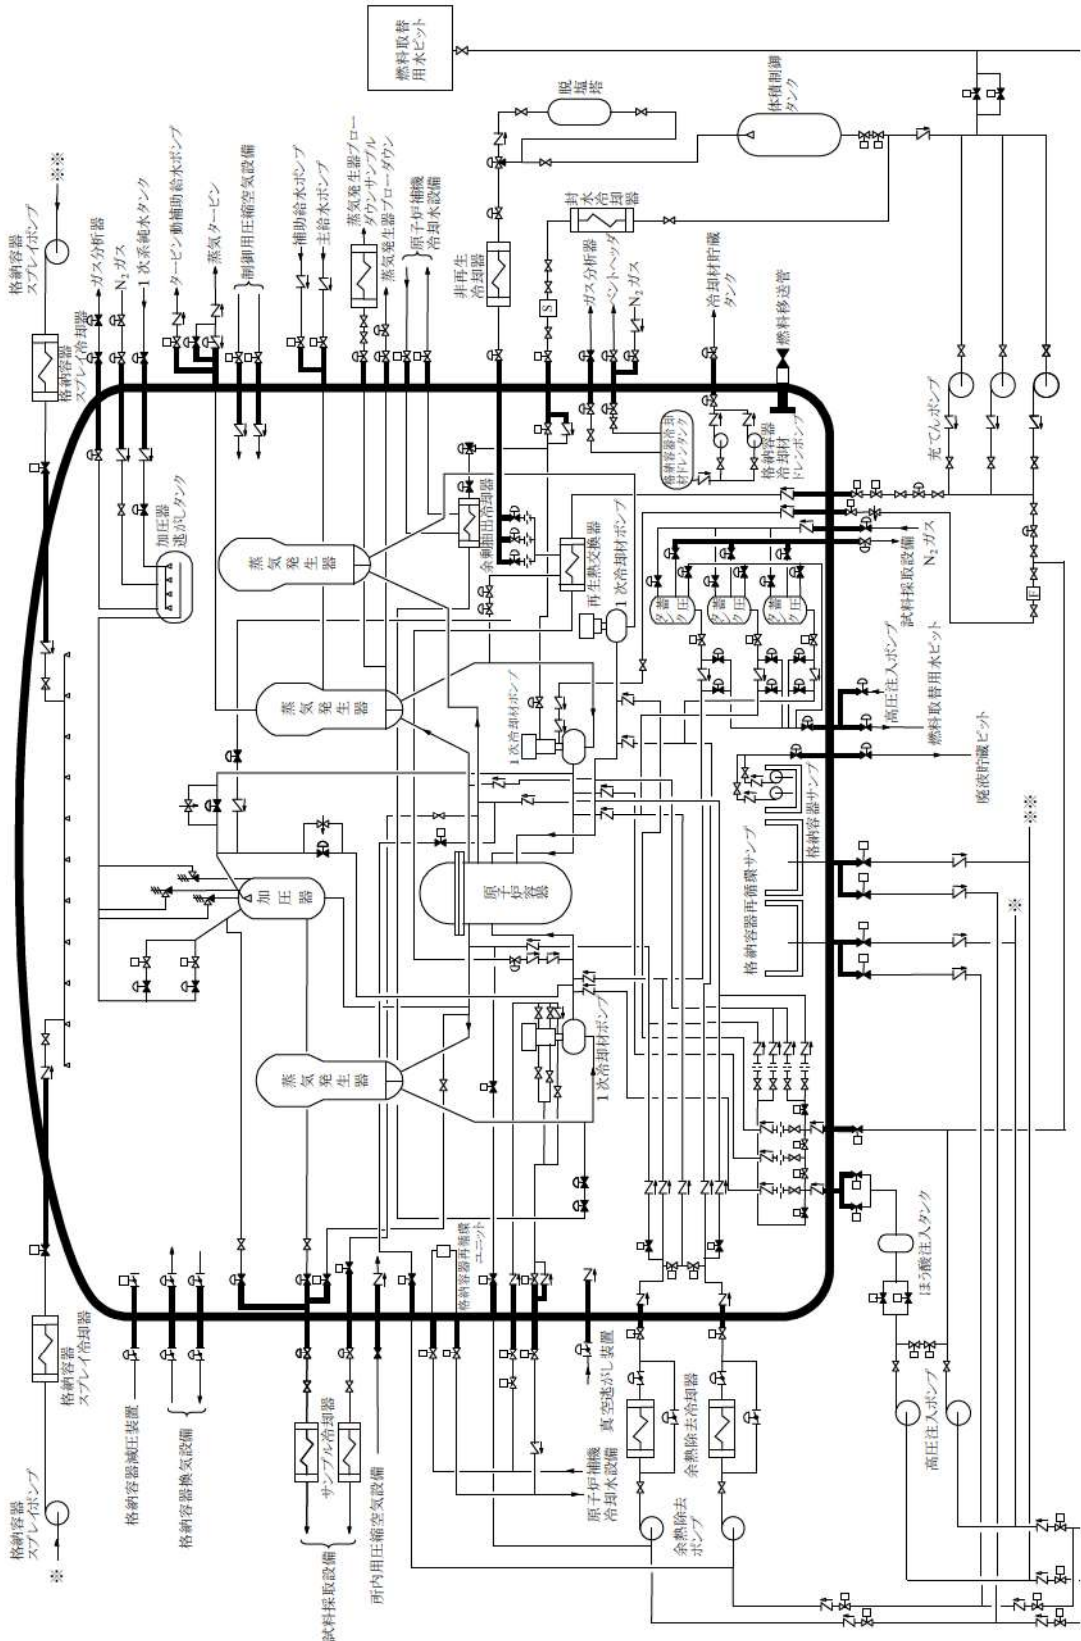 格納容器
スプレイポンプ
※
格納容器
スプレイ冷却器
格納容器減圧装置
格納容器換気設備
サンプル冷却器
試料採取設備
所内用圧縮空気設備
格納容器再循環
ユニット
原子炉補機
冷却水設備
真空逃がし装置
余熱除去冷却器
余熱除去
ポンプ
高圧注入ポンプ
ほう酸注入タンク
蒸気
発生器
1次冷却材ポンプ
加圧器
原子炉容器
蒸気
発生器
1次冷却材ポンプ
蒸気
発生器
1次冷却材ポンプ
加圧器
逃がしタンク
余剰抽出冷却器
再生熱交換器
格納容器冷却
材ドレンタンク
格納容器
冷却材
ドレンポンプ
蓄圧
タンク
蓄圧
タンク
蓄圧
タンク
格納容器再循環サンプ
格納容器サンプ
※
※※
廃液貯蔵ピット
燃料取替用水ピット
高圧注入ポンプ
試料採取設備
N₂ガス
F
充てんポンプ
格納容器
スプレイ冷却器
格納容器
スプレイポンプ
※※
ガス分析器
N₂ガス
1次系純水タンク
タービン動補助給水ポンプ
蒸気タービン
制御用圧縮空気設備
補助給水ポンプ
主給水ポンプ
蒸気発生器ブロー
ダウンサンプル
蒸気発生器ブローダウン
原子炉補機
冷却水設備
非再生
冷却器
S
封水
冷却器
ガス分析器
ベントヘッダ
N₂ガス
冷却材貯蔵
タンク
燃料移送管
脱塩塔
体積制御
タンク
燃料取替
用水ピット